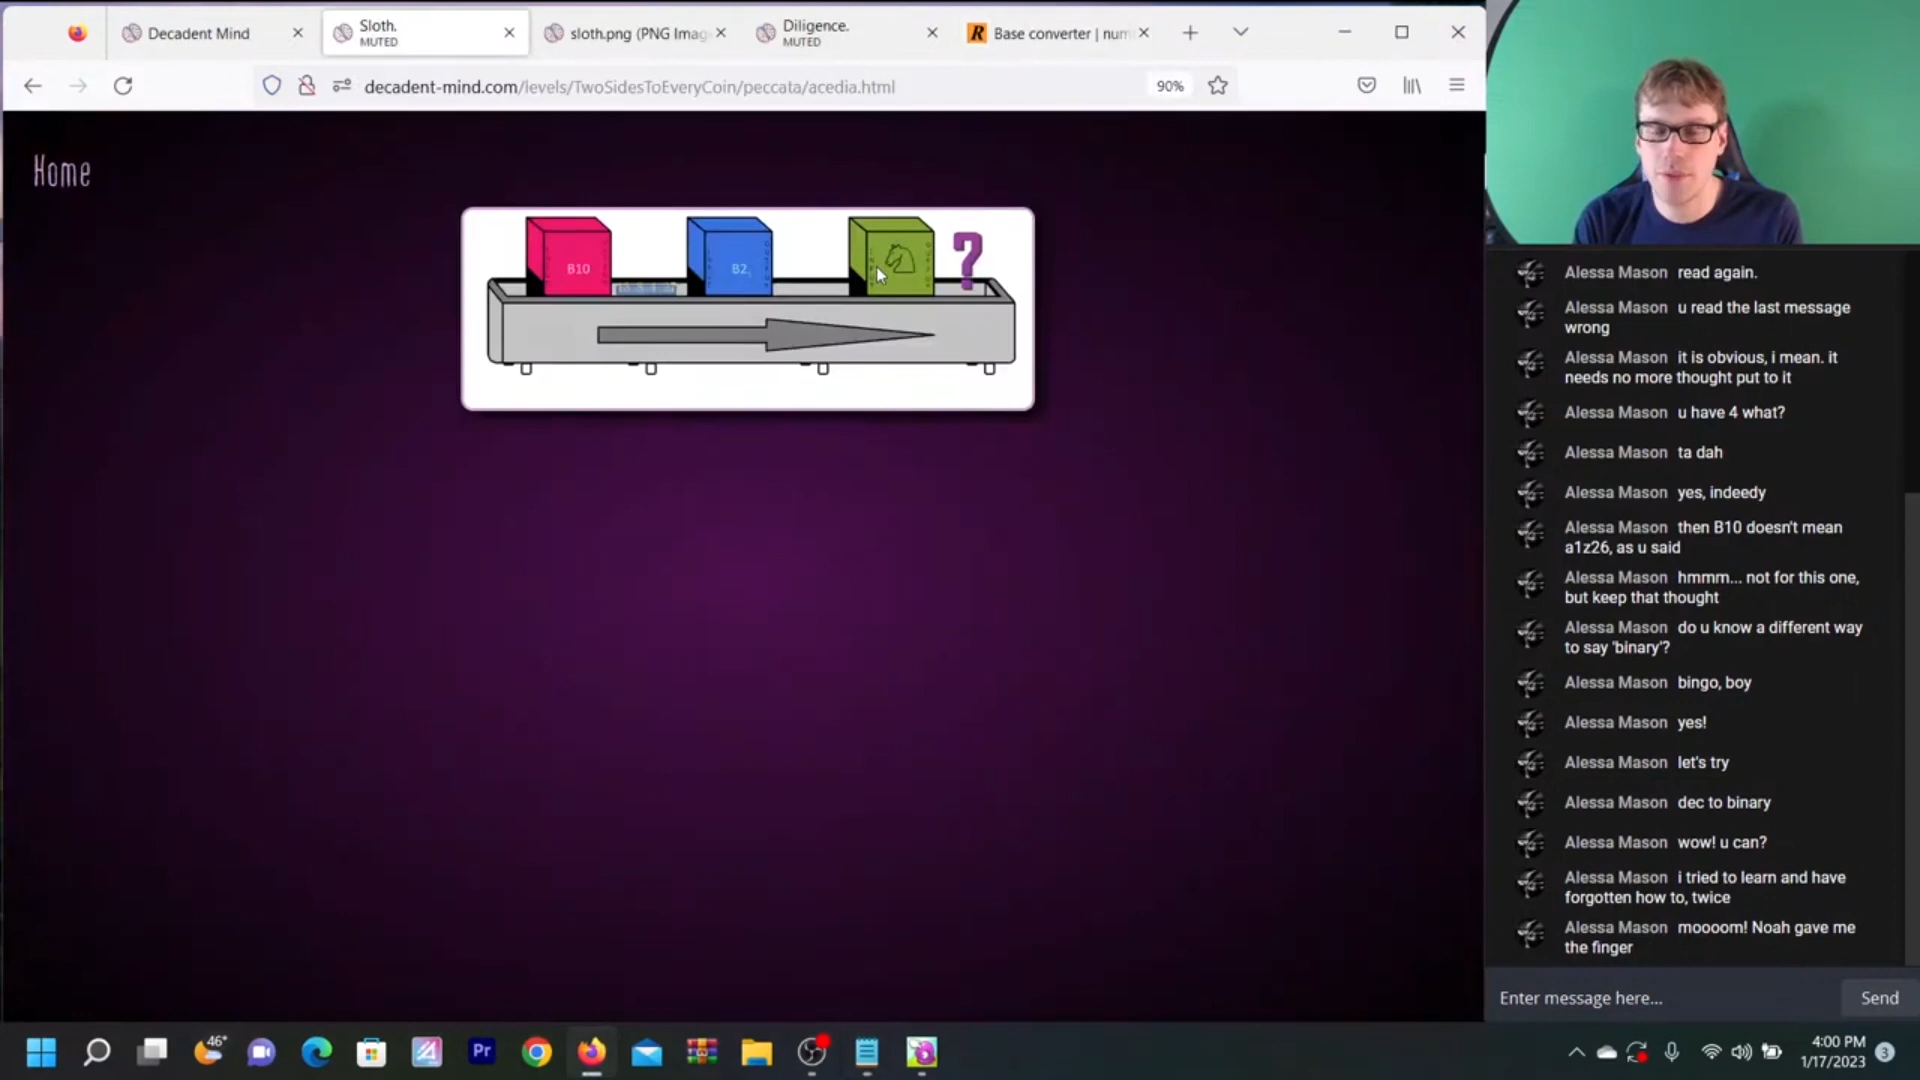 Decadent Mind
Sloth.
MUTED
sloth.png (PNG Imag
Diligence.
MUTED
R
Base converter | num
decadent-mind.com/levels/TwoSidesToEveryCoin/peccata/acedia.html
90%
Home
B10
B2
?
Alessa Mason read again.
Alessa Mason u read the last message
wrong
Alessa Mason it is obvious, i mean. it
needs no more thought put to it
Alessa Mason u have 4 what?
Alessa Mason ta dah
Alessa Mason yes, indeedy
Alessa Mason then B10 doesn't mean
a1z26, as u said
Alessa Mason hmmm... not for this one,
but keep that thought
Alessa Mason do u know a different way
to say 'binary'?
Alessa Mason bingo, boy
Alessa Mason yes!
Alessa Mason let's try
Alessa Mason dec to binary
Alessa Mason wow! u can?
Alessa Mason i tried to learn and have
forgotten how to, twice
Alessa Mason moooom! Noah gave me
the finger
Enter message here...
Send
46°
Pr
4:00 PM
1/17/2023
3